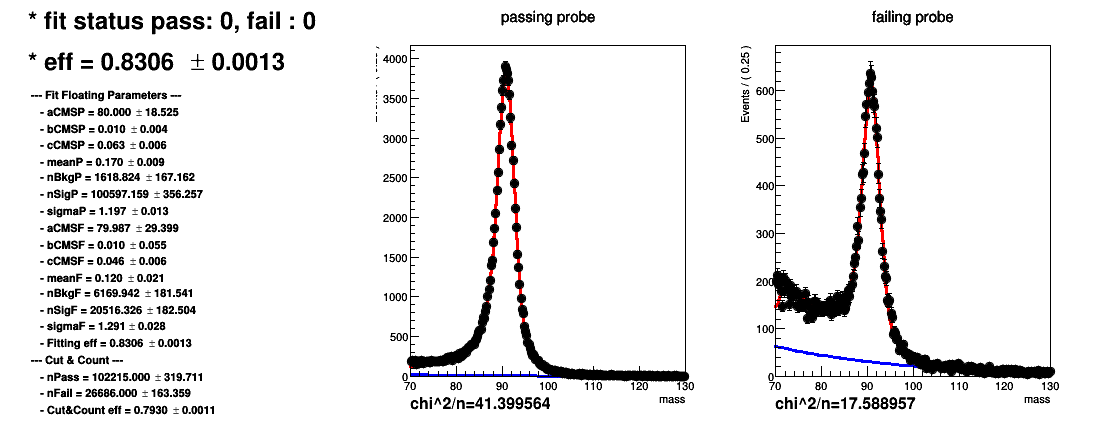 * fit status pass: 0, fail : 0
* eff = 0.8306 ± 0.0013
--- Fit Floating Parameters ---
- aCMSP = 80.000 ± 18.525
- bCMSP = 0.010 ± 0.004
- cCMSP = 0.063 ± 0.006
- meanP = 0.170 ± 0.009
- nBkgP = 1618.824 ± 167.162
- nSigP = 100597.159 ± 356.257
- sigmaP = 1.197 ± 0.013
- aCMSF = 79.987 ± 29.399
- bCMSF = 0.010 ± 0.055
- cCMSF = 0.046 ± 0.006
- meanF = 0.120 ± 0.021
- nBkgF = 6169.942 ± 181.541
- nSigF = 20516.326 ± 182.504
- sigmaF = 1.291 ± 0.028
- Fitting eff = 0.8306 ± 0.0013
--- Cut & Count ---
- nPass = 102215.000 ± 319.711
- nFail = 26686.000 ± 163.359
- Cut&Count eff = 0.7930 ± 0.0011
passing probe
4000
3500
3000
2500
2000
1500
1000
500
0
70 80 90 100 110 120 130
mass
chi^2/n=41.399564
failing probe
Events / ( 0.25 )
600
500
400
300
200
100
0
70 80 90 100 110 120 130
mass
chi^2/n=17.588957